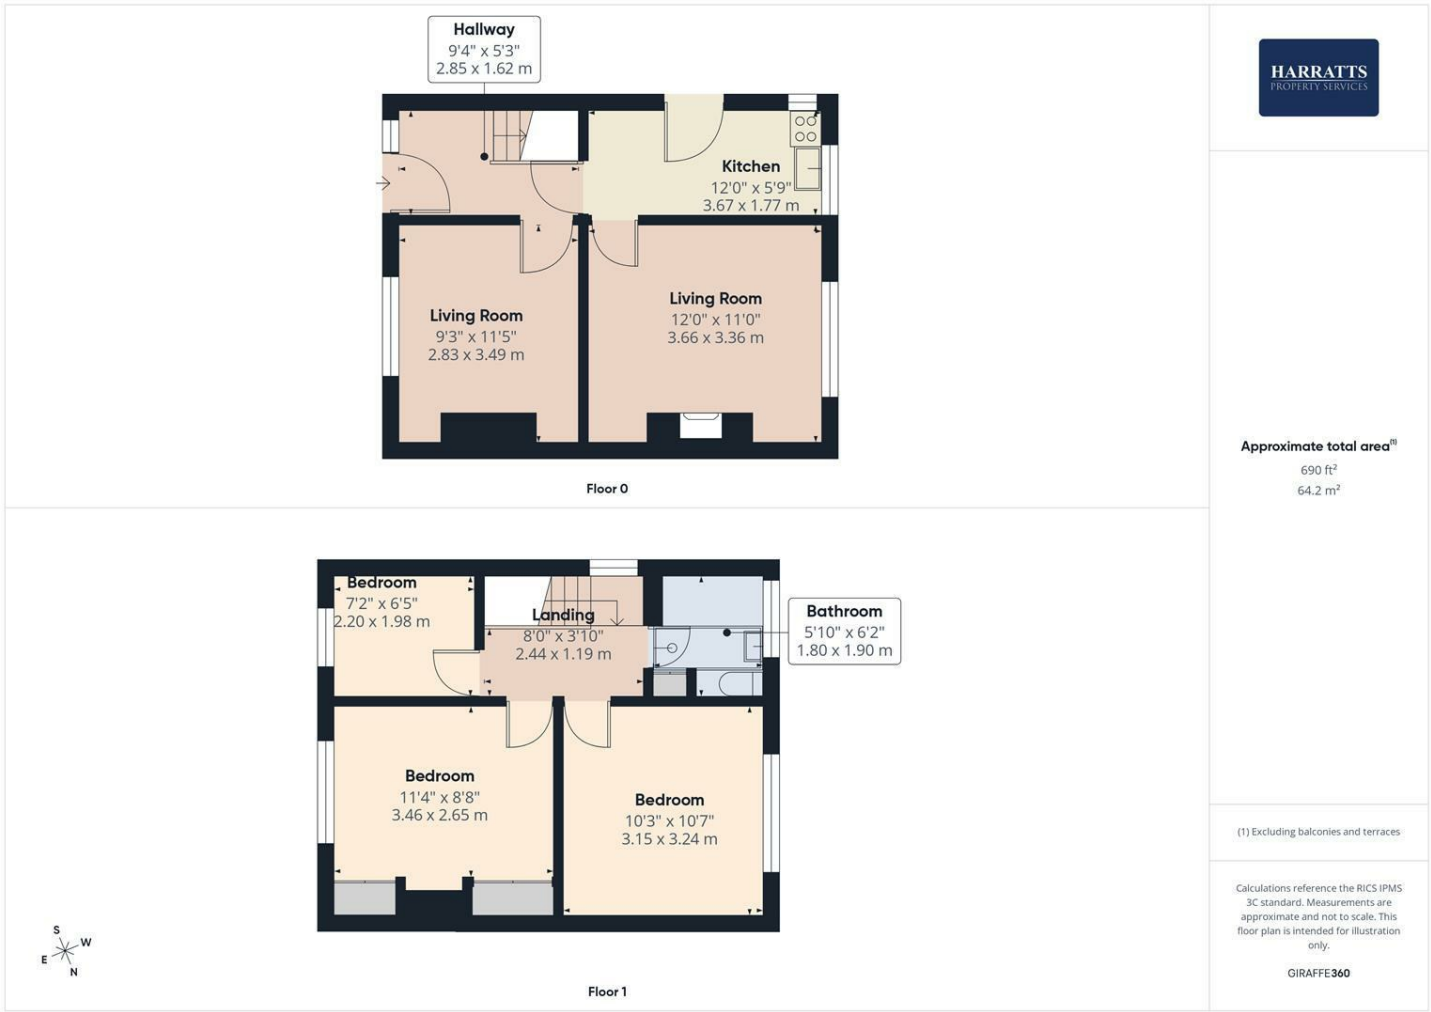 Hallway
9'4" x 5'3"
2.85 x 1.62 m
Kitchen
12'0" x 5'9"
3.67 x 1.77 m
Living Room
9'3" x 11'5"
2.83 x 3.49 m
Living Room
12'0" x 11'0"
3.66 x 3.36 m
Floor 0
Bedroom
7'2" x 6'5"
2.20 x 1.98 m
Landing
8'0" x 3'10"
2.44 x 1.19 m
Bathroom
5'10" x 6'2"
1.80 x 1.90 m
Bedroom
11'4" x 8'8"
3.46 x 2.65 m
Bedroom
10'3" x 10'7"
3.15 x 3.24 m
S
W
E
N
Floor 1
HARRATTS
PROPERTY SERVICES
Approximate total area(1)
690 ft²
64.2 m²
(1) Excluding balconies and terraces
Calculations reference the RICS IPMS
3C standard. Measurements are
approximate and not to scale. This
floor plan is intended for illustration
only.
GIRAFFE360